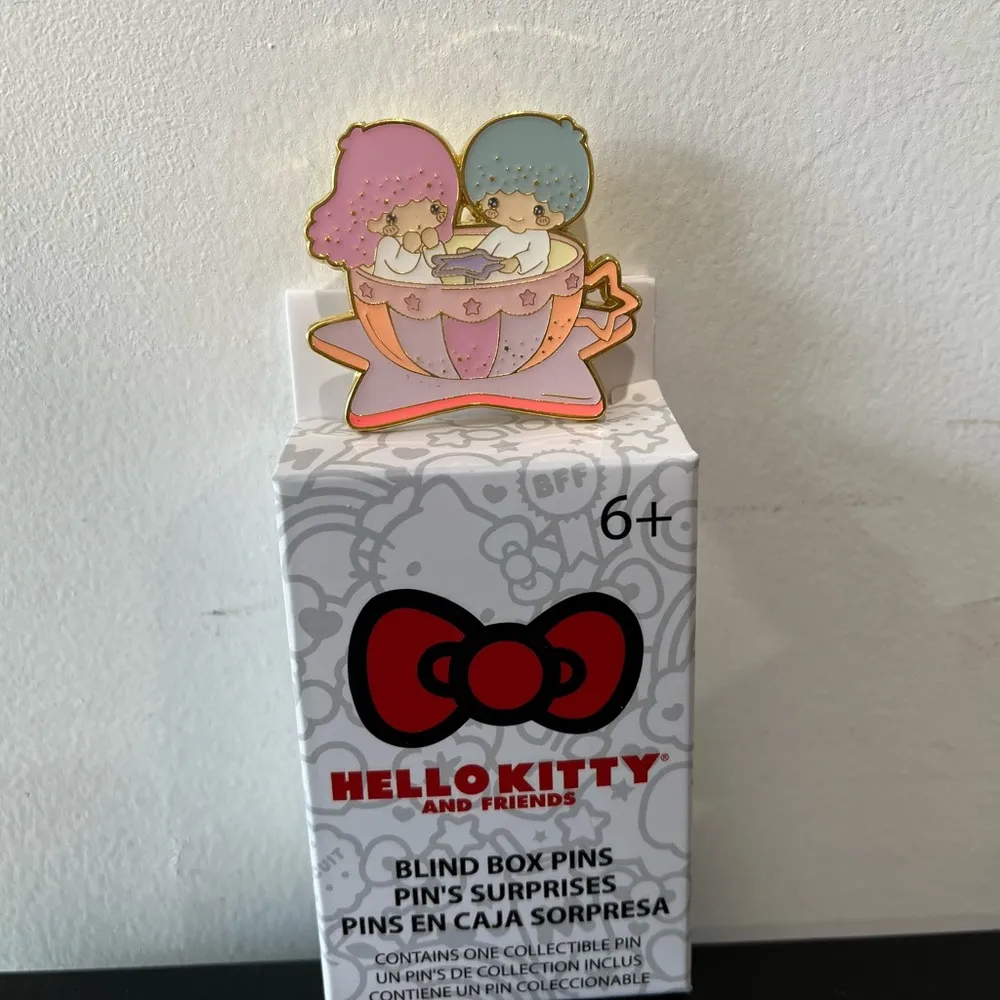 BFF
6+
HELLO KITTY®
AND FRIENDS
BLIND BOX PINS
PIN'S SURPRISES
PINS EN CAJA SORPRESA
CONTAINS ONE COLLECTIBLE PIN
UN PIN'S DE COLLECTION INCLUS
CONTIENE UN PIN COLECCIONABLE